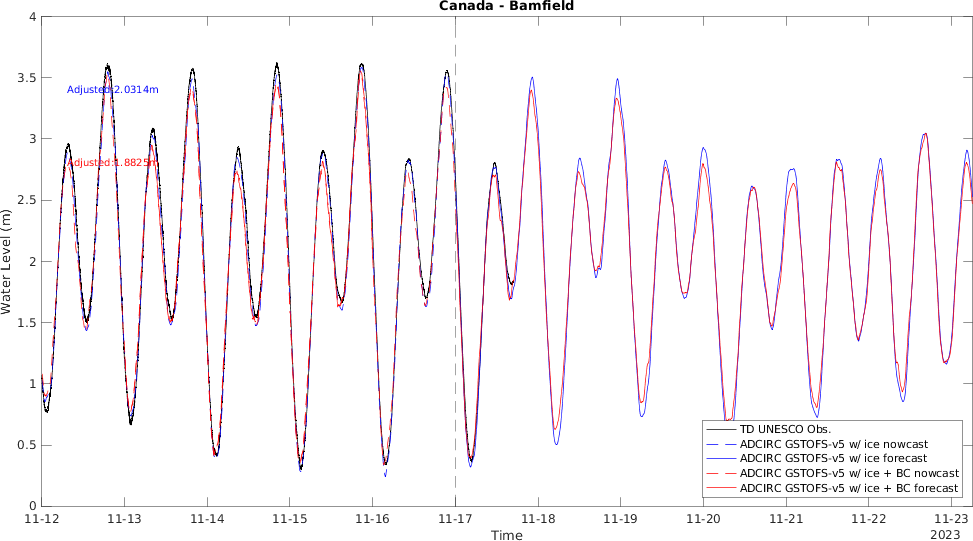 Canada - Bamfield
4
3.5
3
2.5
2
1.5
1
0.5
0
Water Level (m)
Adjusted:2.0314m
Adjusted:1.8825m
TD UNESCO Obs.
ADCIRC GSTOFS-v5 w/ ice nowcast
ADCIRC GSTOFS-v5 w/ ice forecast
ADCIRC GSTOFS-v5 w/ ice + BC nowcast
ADCIRC GSTOFS-v5 w/ ice + BC forecast
11-12 11-13 11-14 11-15 11-16 11-17 11-18 11-19 11-20 11-21 11-22 11-23
Time
2023